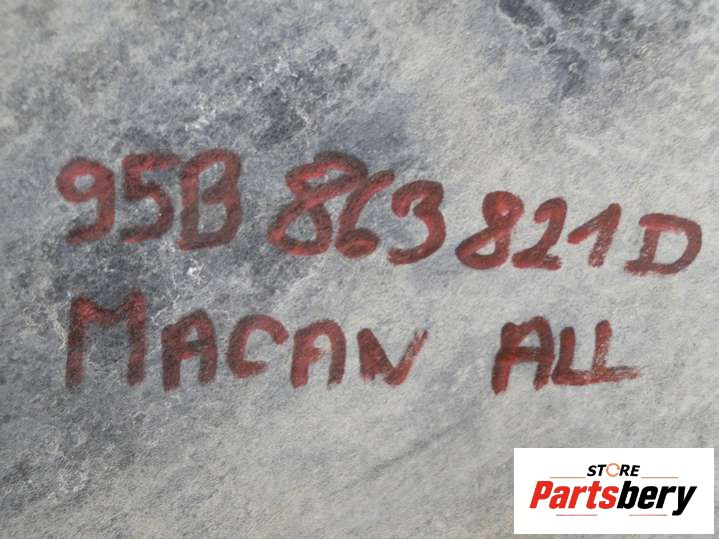 95B 863 821 D
MACAN ALL
STORE
Partsbery